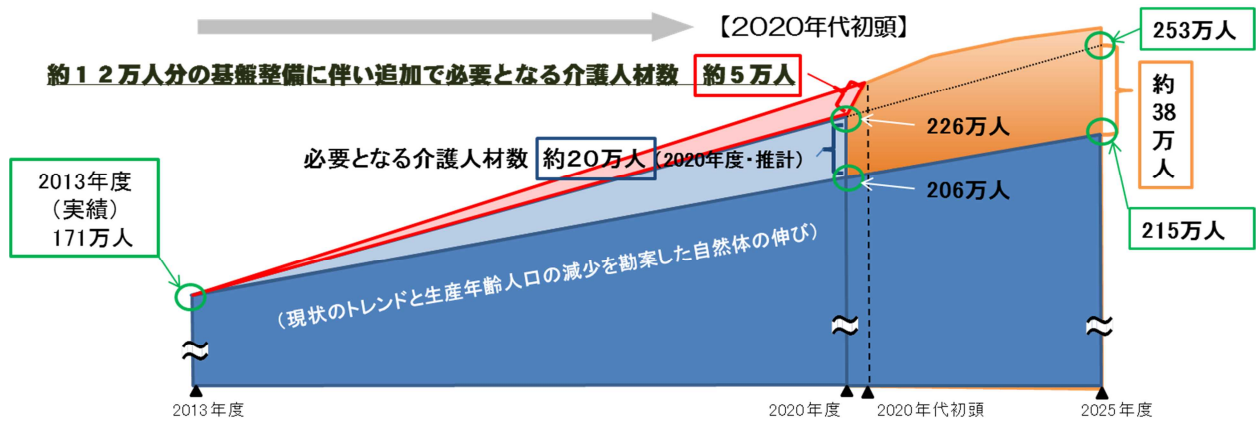 【2020年代初頭】
253万人
約１２万人分の基盤整備に伴い追加で必要となる介護人材数 約５万人
約
38
万
人
226万人
必要となる介護人材数 約20万人 (2020年度・推計)
2013年度
(実績)
171万人
206万人
215万人
(現状のトレンドと生産年齢人口の減少を勘案した自然体の伸び)
2013年度
2020年度
2020年代初頭
2025年度